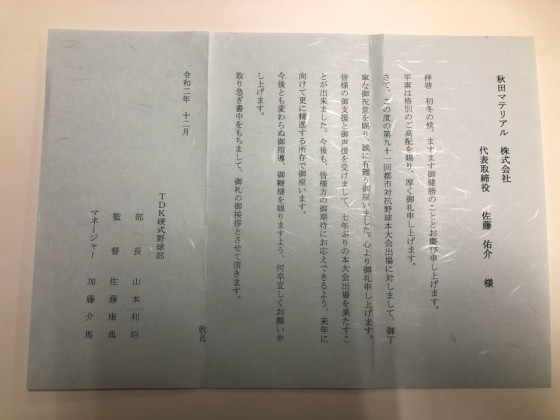 秋田マテリアル 株式会社
代表取締役 佐藤 佑介 様
拝啓 初冬の候、ますます御健勝のこととお慶び申し上げます。
平素は格別のご高配を賜り、厚く御礼申し上げます。
さて、この度の第九十一回都市対抗野球本大会出場に対しまして、御丁
寧な御祝意を賜り、誠に有難う御座いました。心より御礼申し上げます。
皆様の御支援と御声援を受けまして、七年ぶりの本大会出場を果たすこ
とが出来ました。今後も、皆様方の御期待にお応えできるよう、来年に
向けて更に精進する所存で御座います。
今後とも変わらぬ御指導、御鞭撻を賜りますよう、何卒宜しくお願い申
し上げます。
取り急ぎ書中をもちまして、御礼の御挨拶とさせて頂きます。
敬具
令和二年 十二月
TDK硬式野球部
部長 山本利昭
監督 佐藤康典
マネージャー 加藤介馬